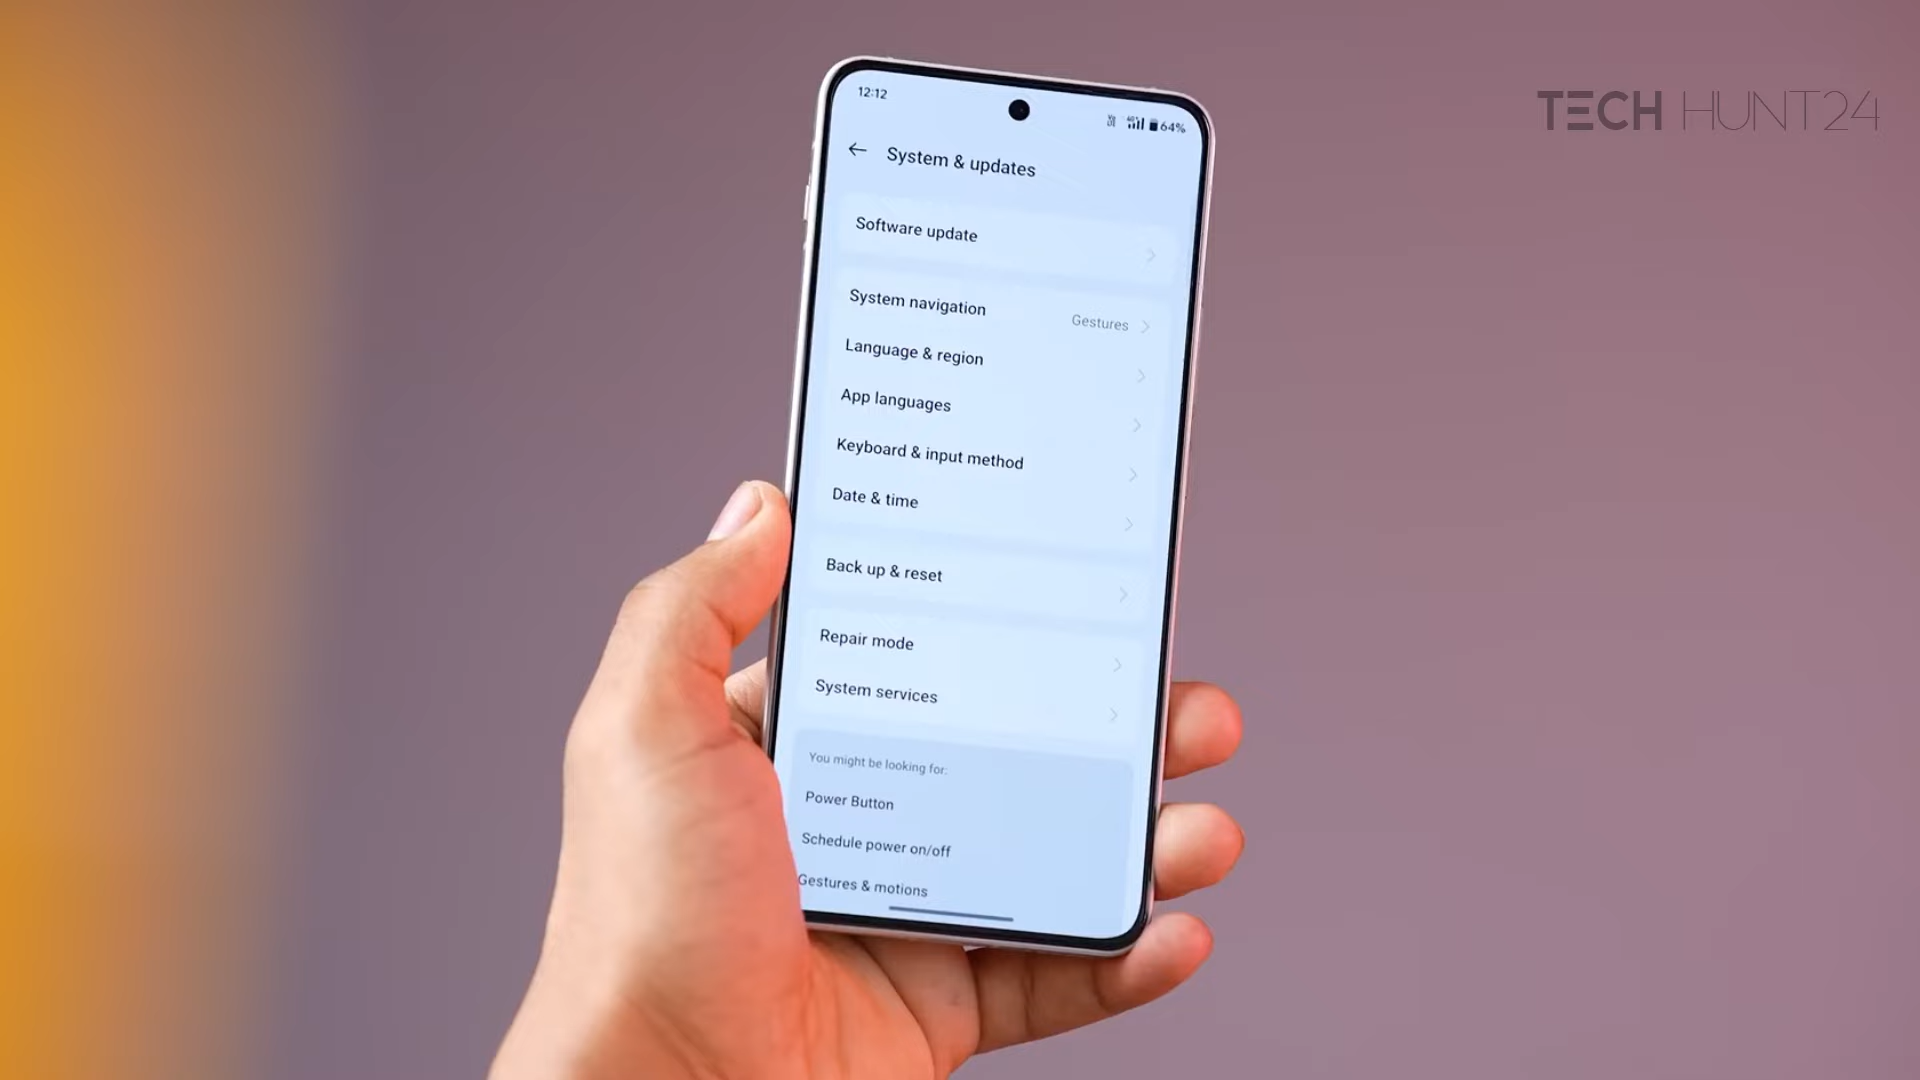 TECH HUNT24
12:12
64%
System & updates
Software update
System navigation
Gestures
Language & region
App languages
Keyboard & input method
Date & time
Back up & reset
Repair mode
System services
You might be looking for:
Power Button
Schedule power on/off
Gestures & motions